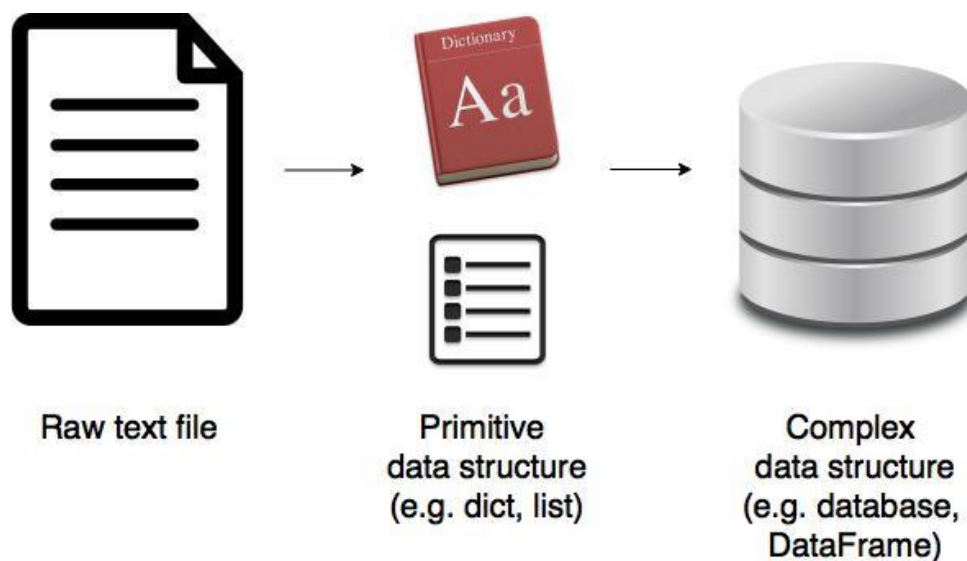 Dictionary
Aa
Raw text file
Primitive
data structure
(e.g. dict, list)
Complex
data structure
(e.g. database,
DataFrame)